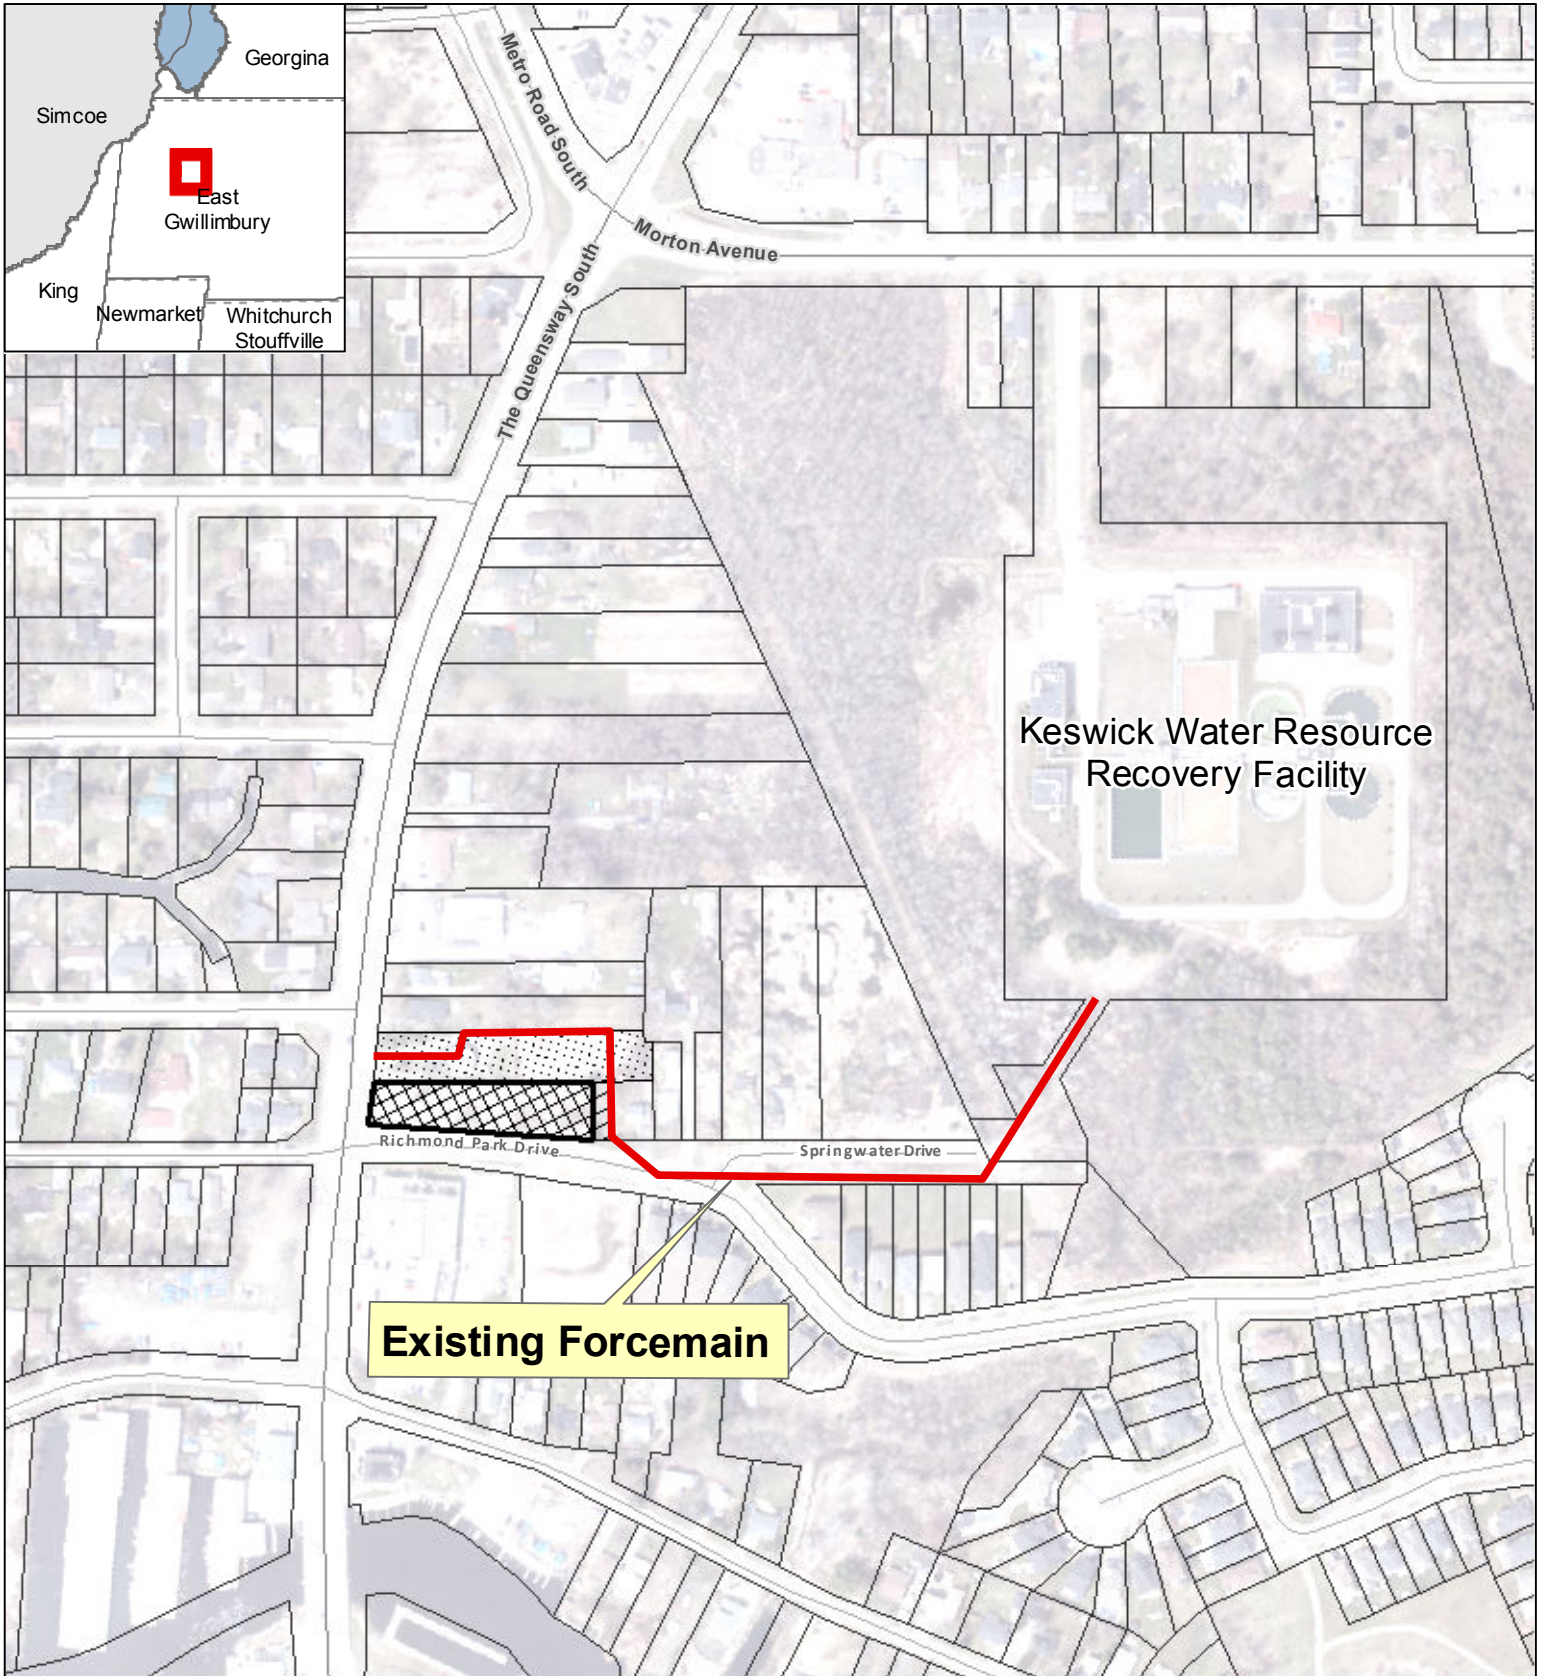 Georgina
Simcoe
East
Gwillimbury
King
Newmarket
Whitchurch
Stouffville
Metro Road South
Morton Avenue
The Queensway South
Keswick Water Resource
Recovery Facility
Richmond Park Drive
Springwater Drive
Existing Forcemain